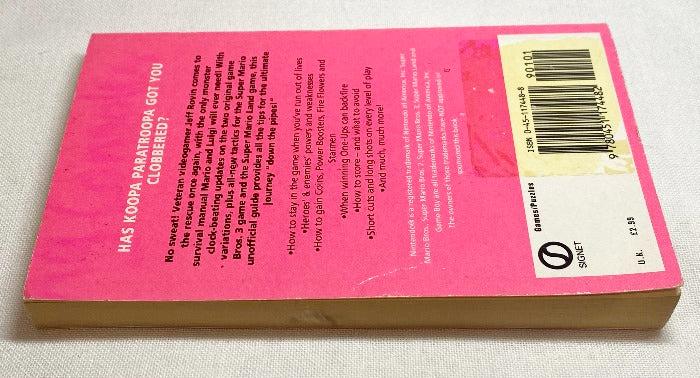 HAS KOOPA PARATROOPA GOT YOU
CLOBBERED?
No sweat! Veteran videogamer Jeff Rovin comes to
the rescue once again, with the only monster
survival manual Mario and Luigi will ever need! With
clock-beating updates on the two original game
variations, plus all-new tactics for the Super Mario
Bros. 3 game and the Super Mario Land game, this
unofficial guide provides all the tips for the ultimate
journey "down the pipes!"
•How to stay in the game when you've run out of lives
•Heroes' & enemies' powers and weaknesses
•How to gain Coins, Power Boosters, Fire Flowers and
Starmen
•When winning One-Ups can backfire
•How to score – and what to avoid
•Short cuts and long shots on every level of play
•And much, much more!
Nintendo® is a registered trademark of Nintendo of America, Inc. Super
Mario Bros., Super Mario Bros. 2, Super Mario Land and
Game Boy are all trademarks of Nintendo of America, Inc.
The owners of these trademarks have NOT approved or
sponsored this book.
SIGNET
Games/Puzzles
U.K. £2.99
ISBN 0-451-17448-8
90101
9 780451 174482